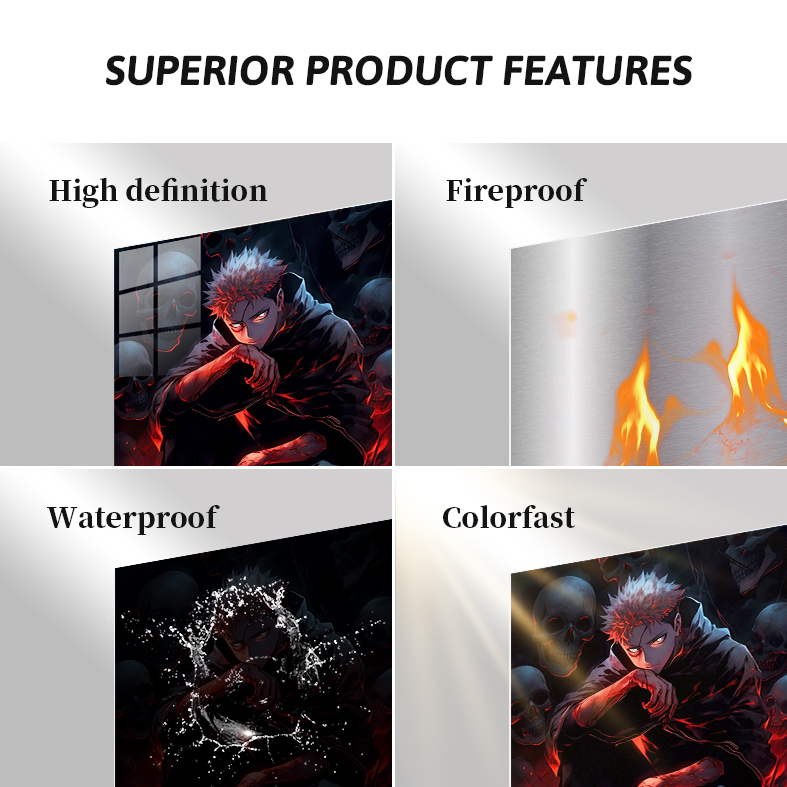 SUPERIOR PRODUCT FEATURES
High definition
Fireproof
Waterproof
Colorfast